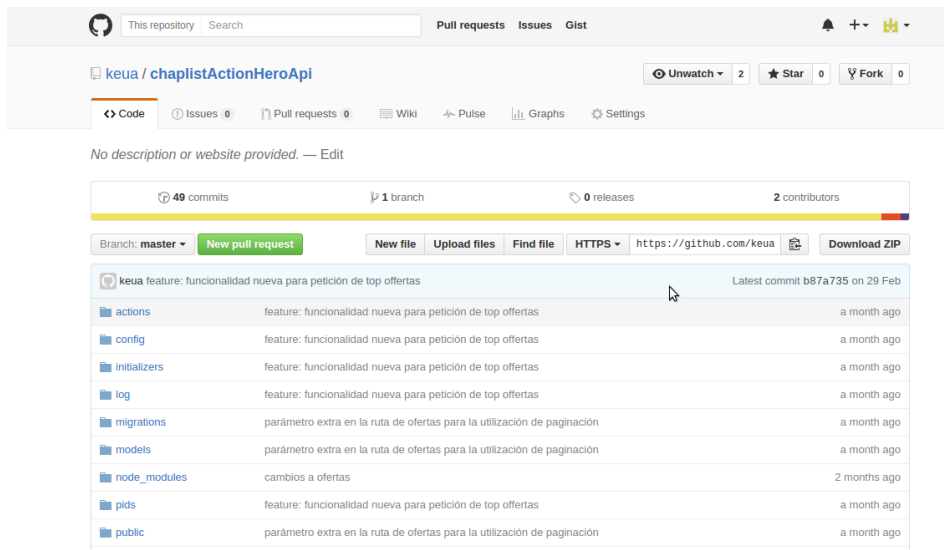 This repository Search Pull requests Issues Gist
keua / chaplistActionHeroApi Unwatch 2 Star 0 Fork 0
Code Issues 0 Pull requests 0 Wiki Pulse Graphs Settings
No description or website provided. — Edit
49 commits 1 branch 0 releases 2 contributors
Branch: master New pull request New file Upload files Find file HTTPS https://github.com/keua Download ZIP
keua feature: funcionalidad nueva para petición de top offertas Latest commit b87a735 on 29 Feb
actions feature: funcionalidad nueva para petición de top offertas a month ago
config feature: funcionalidad nueva para petición de top offertas a month ago
initializers feature: funcionalidad nueva para petición de top offertas a month ago
log feature: funcionalidad nueva para petición de top offertas a month ago
migrations parámetro extra en la ruta de ofertas para la utilización de paginación a month ago
models parámetro extra en la ruta de ofertas para la utilización de paginación a month ago
node_modules cambios a ofertas 2 months ago
pids feature: funcionalidad nueva para petición de top offertas a month ago
public parámetro extra en la ruta de ofertas para la utilización de paginación a month ago